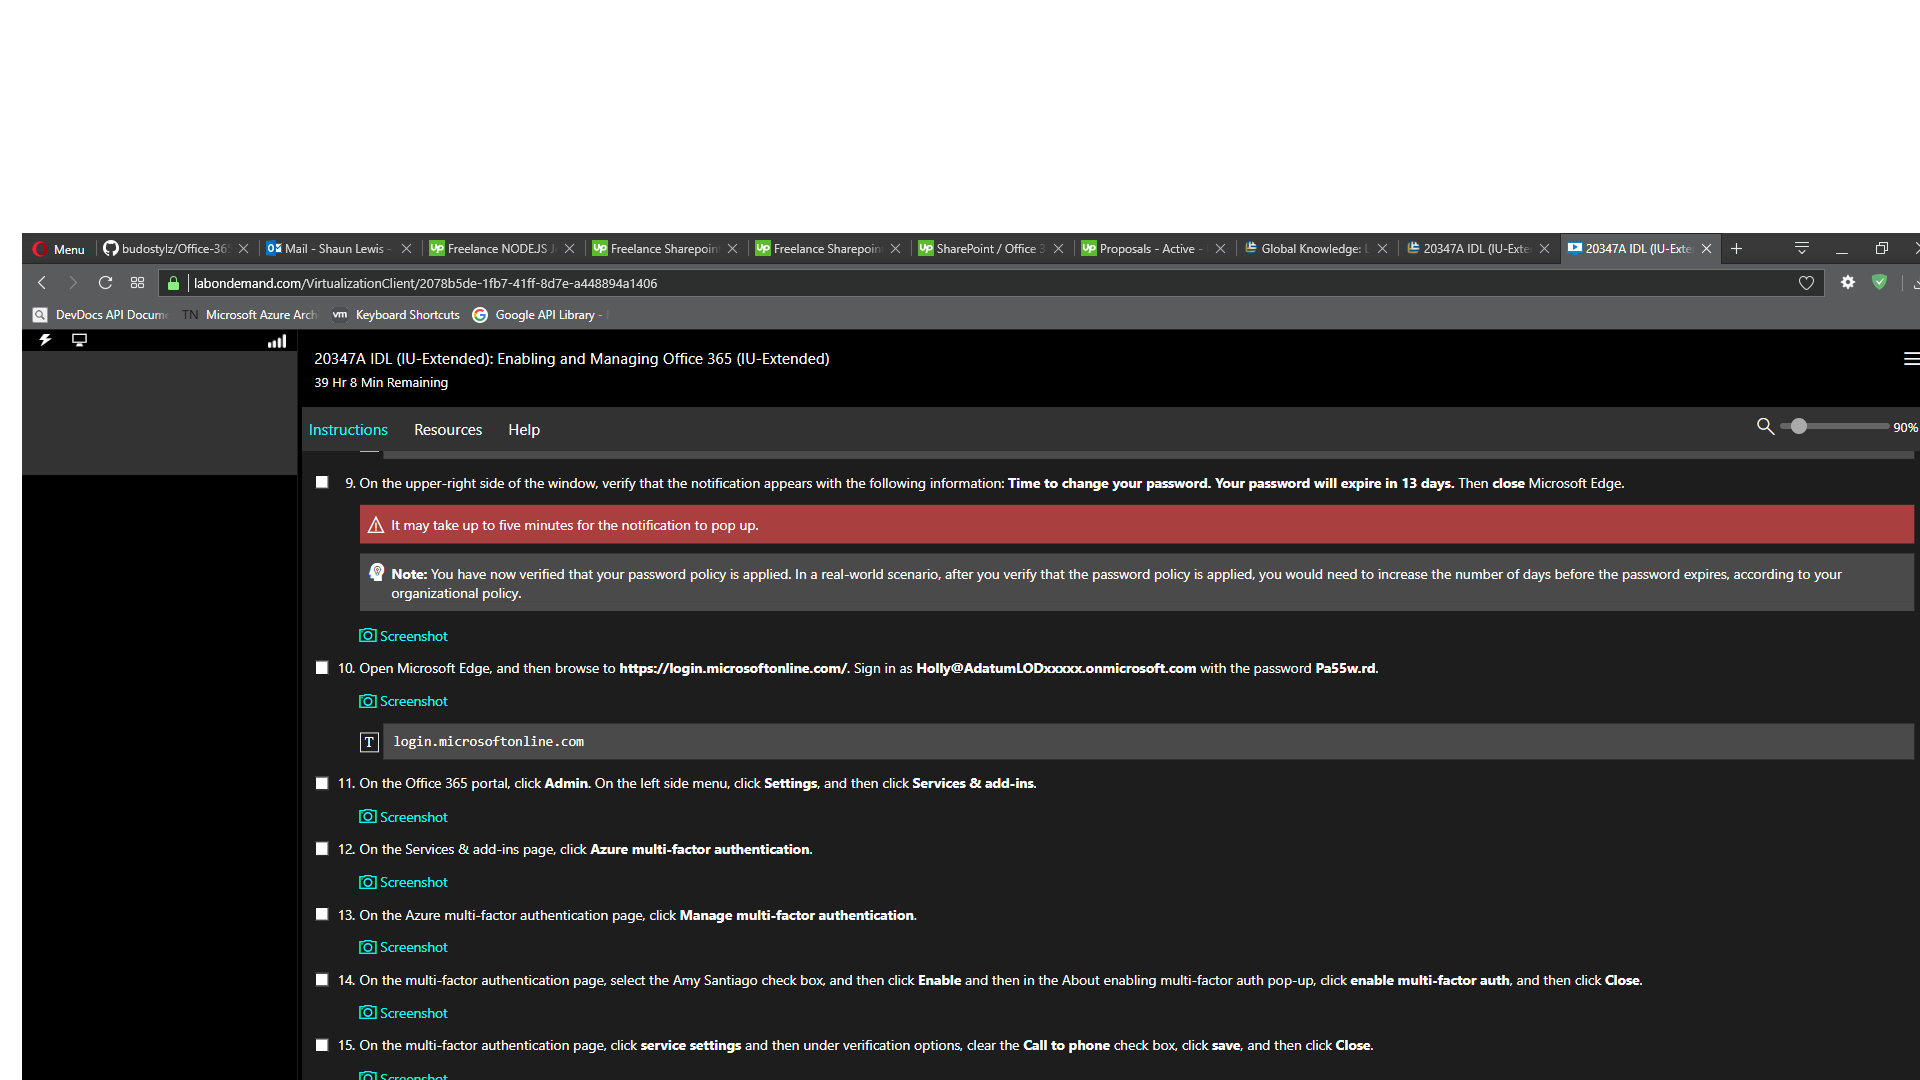 Menu
budostylz/Office-365
Mail - Shaun Lewis -
Freelance NODEJS J
Freelance Sharepoin
Freelance Sharepoin
SharePoint / Office 3
Proposals - Active -
Global Knowledge: L
20347A IDL (IU-Exte
20347A IDL (IU-Exte
labondemand.com/VirtualizationClient/2078b5de-1fb7-41ff-8d7e-a448894a1406
DevDocs API Docume
TN Microsoft Azure Arch
vm Keyboard Shortcuts
Google API Library -
20347A IDL (IU-Extended): Enabling and Managing Office 365 (IU-Extended)
39 Hr 8 Min Remaining
Instructions Resources Help
90%
9. On the upper-right side of the window, verify that the notification appears with the following information: Time to change your password. Your password will expire in 13 days. Then close Microsoft Edge.
It may take up to five minutes for the notification to pop up.
Note: You have now verified that your password policy is applied. In a real-world scenario, after you verify that the password policy is applied, you would need to increase the number of days before the password expires, according to your
organizational policy.
Screenshot
10. Open Microsoft Edge, and then browse to https://login.microsoftonline.com/. Sign in as Holly@AdatumLODxxxxx.onmicrosoft.com with the password Pa55w.rd.
Screenshot
T login.microsoftonline.com
11. On the Office 365 portal, click Admin. On the left side menu, click Settings, and then click Services & add-ins.
Screenshot
12. On the Services & add-ins page, click Azure multi-factor authentication.
Screenshot
13. On the Azure multi-factor authentication page, click Manage multi-factor authentication.
Screenshot
14. On the multi-factor authentication page, select the Amy Santiago check box, and then click Enable and then in the About enabling multi-factor auth pop-up, click enable multi-factor auth, and then click Close.
Screenshot
15. On the multi-factor authentication page, click service settings and then under verification options, clear the Call to phone check box, click save, and then click Close.
Screenshot